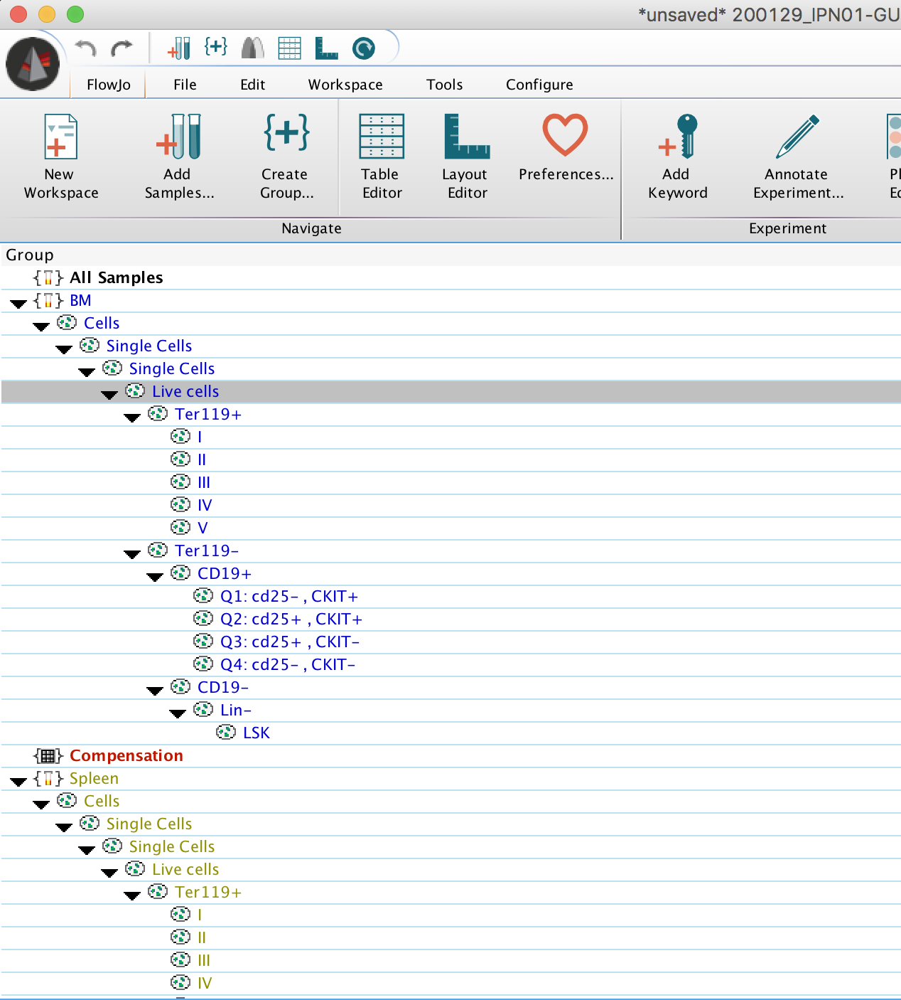 *unsaved* 200129_IPN01-GU
FlowJo File Edit Workspace Tools Configure
New Workspace
Add Samples...
Create Group...
Table Editor
Layout Editor
Preferences...
Add Keyword
Annotate Experiment...
Navigate
Experiment
Group
All Samples
BM
Cells
Single Cells
Single Cells
Live cells
Ter119+
I
II
III
IV
V
Ter119-
CD19+
Q1: cd25- , CKIT+
Q2: cd25+ , CKIT+
Q3: cd25+ , CKIT-
Q4: cd25- , CKIT-
CD19-
Lin-
LSK
Compensation
Spleen
Cells
Single Cells
Single Cells
Live cells
Ter119+
I
II
III
IV